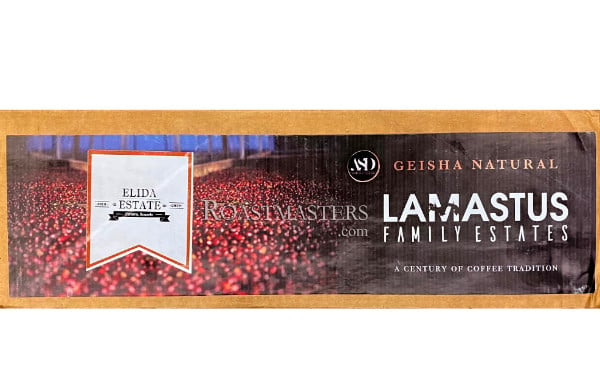 ELIDA
ESTATE
ROASTMASTERS
.com
ASD
GEISHA NATURAL
LAMASTUS
FAMILY ESTATES
A CENTURY OF COFFEE TRADITION